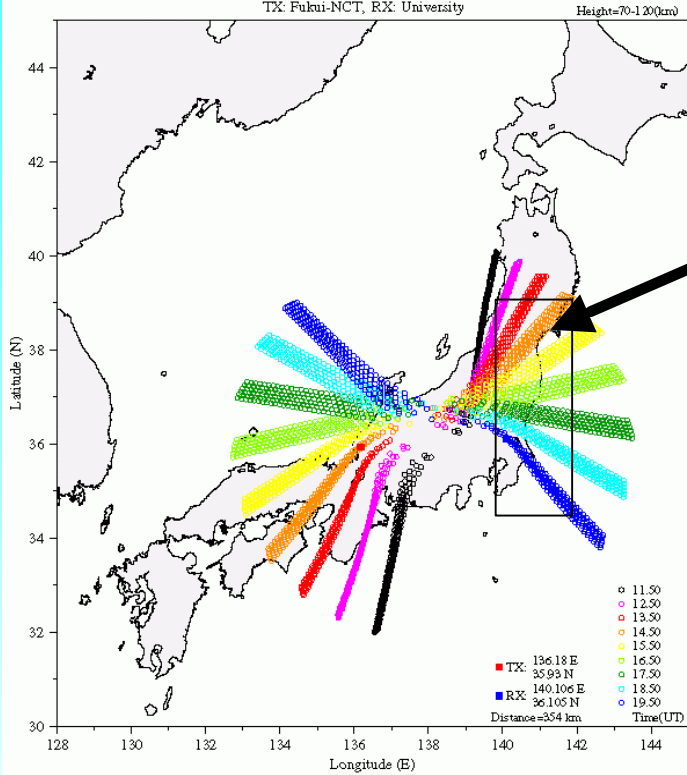 TX: Fukui-NCT, RX: University
Height=70-120(km)
44
42
40
38
36
34
32
30
Latitude (N)
11.50
12.50
13.50
14.50
15.50
16.50
17.50
18.50
19.50
Time(UT)
TX: 136.18 E
35.93 N
RX: 140.106 E
36.105 N
Distance=354 km
128 130 132 134 136 138 140 142 144
Longitude (E)